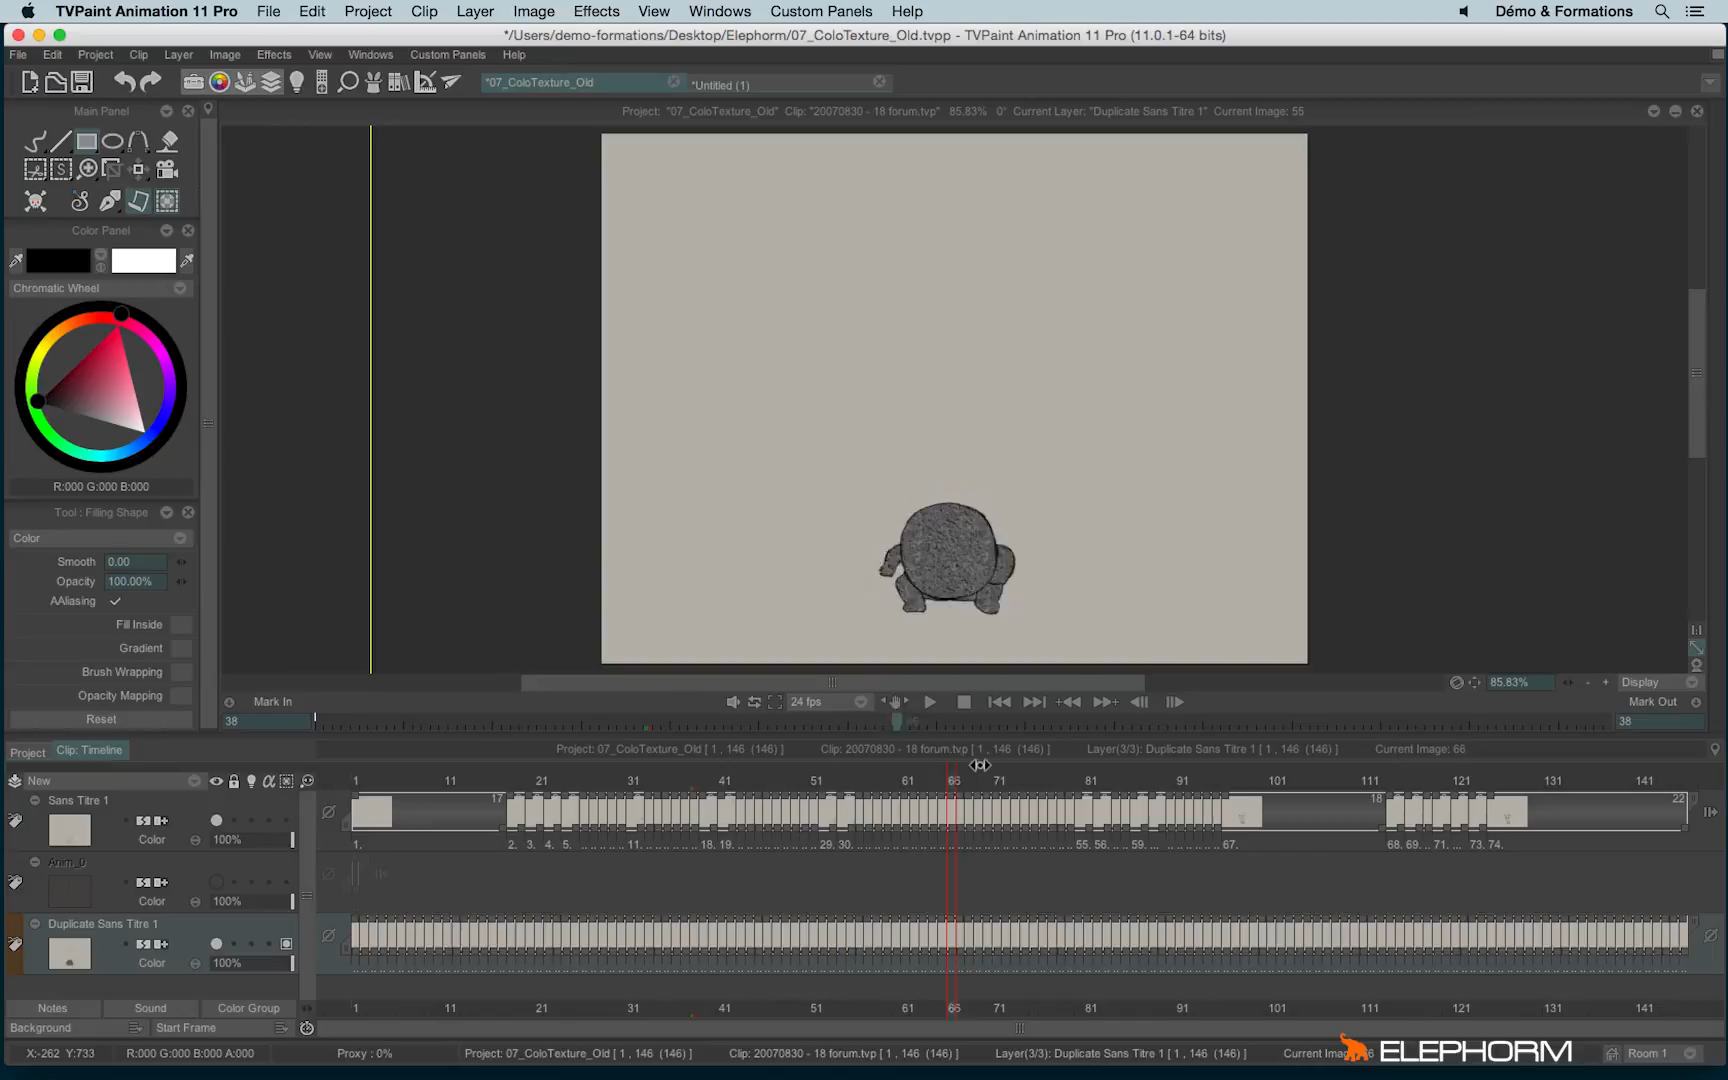 TVPaint Animation 11 Pro File Edit Project Clip Layer Image Effects View Windows Custom Panels Help Démo & Formations
*/Users/demo-formations/Desktop/Elephorm/07_ColoTexture_Old.tvpp - TVPaint Animation 11 Pro (11.0.1-64 bits)
File Edit Project Clip Layer Image Effects View Windows Custom Panels Help
*07_ColoTexture_Old *Untitled (1)
Main Panel Project: "07_ColoTexture_Old" Clip: "20070830 - 18 forum.tvp" 85.83% 0° Current Layer: "Duplicate Sans Titre 1" Current Image: 55
Color Panel
Chromatic Wheel
R:000 G:000 B:000
Tool : Filling Shape
Color
Smooth 0.00
Opacity 100.00%
AAliasing
Fill Inside
Gradient
Brush Wrapping
Opacity Mapping
Reset
85.83% - + Display
Mark In 24 fps Mark Out
38 38
Project Clip: Timeline Project: 07_ColoTexture_Old [ 1 , 146 (146) ] Clip: 20070830 - 18 forum.tvp [ 1 , 146 (146) ] Layer(3/3): Duplicate Sans Titre 1 [ 1 , 146 (146) ] Current Image: 66
New 1 11 21 31 41 51 61 66 71 81 91 101 111 121 131 141
Sans Titre 1 17 18 22
Color 100% 1. 2. 3. 4. 5. 11. 18. 19. 29. 30. 55. 56. 59. 67. 68. 69. 71. 73. 74.
Anim_0
Color 100%
Duplicate Sans Titre 1
Color 100%
Notes Sound Color Group 1 11 21 31 41 51 61 66 71 81 91 101 111 121 131 141
Background Start Frame
X:-262 Y:733 R:000 G:000 B:000 A:000 Proxy : 0% Project: 07_ColoTexture_Old [ 1 , 146 (146) ] Clip: 20070830 - 18 forum.tvp [ 1 , 146 (146) ] Layer(3/3): Duplicate Sans Titre 1 [ 1 , 146 (146) ] Current ELEPHORM Room 1